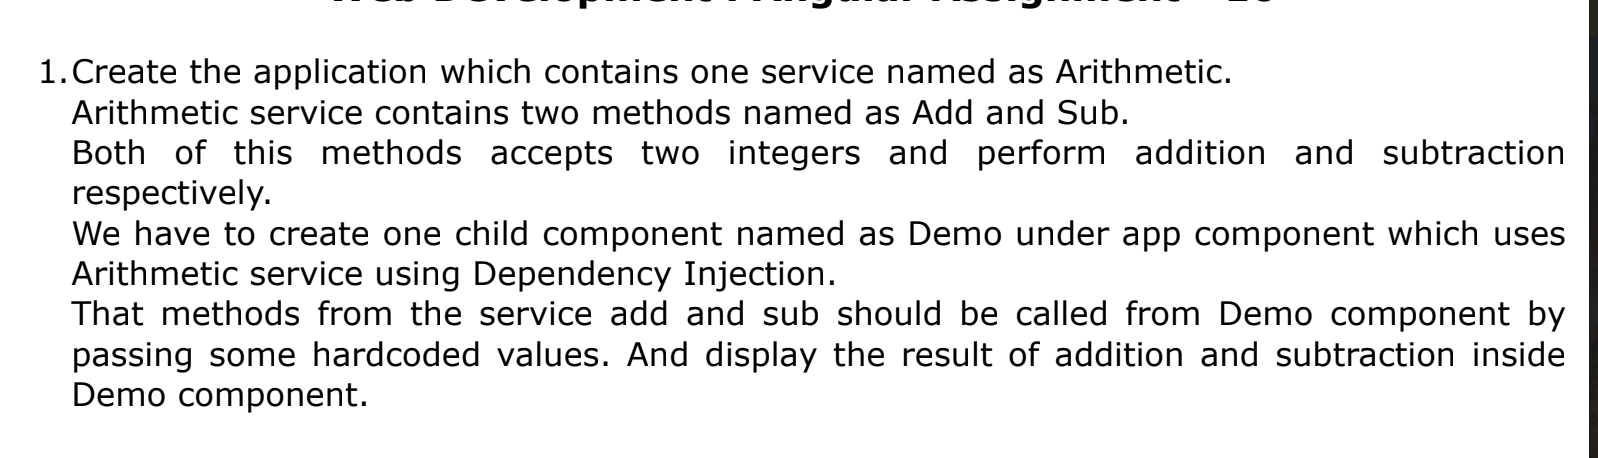 1.Create the application which contains one service named as Arithmetic.
Arithmetic service contains two methods named as Add and Sub.
Both of this methods accepts two integers and perform addition and subtraction
respectively.
We have to create one child component named as Demo under app component which uses
Arithmetic service using Dependency Injection.
That methods from the service add and sub should be called from Demo component by
passing some hardcoded values. And display the result of addition and subtraction inside
Demo component.